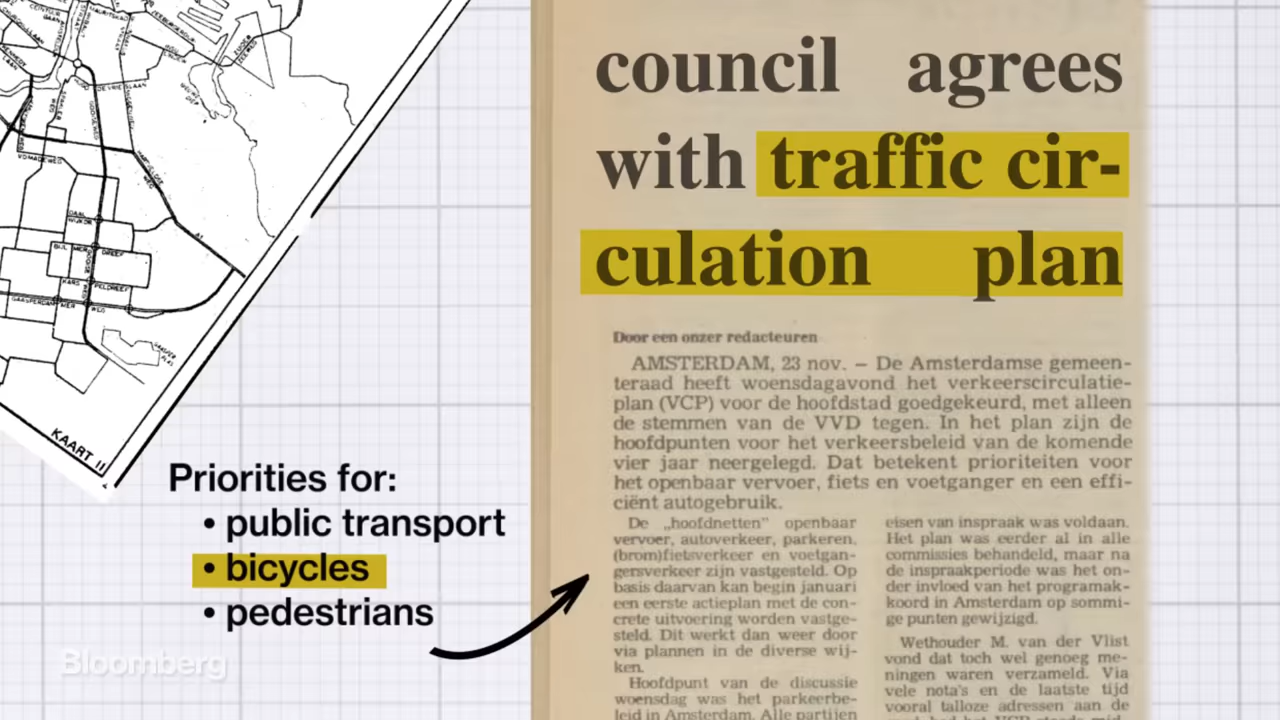 council agrees
with traffic cir-
culation plan
Door een onzer redacteuren
AMSTERDAM, 23 nov. — De Amsterdamse gemeen-
teraad heeft woensdagavond het verkeerscirculatie-
plan (VCP) voor de hoofdstad goedgekeurd, met alleen
de stemmen van de VVD tegen. In het plan zijn de
hoofdpunten voor het verkeersbeleid van de komende
vier jaar neergelegd. Dat betekent prioriteiten voor
het openbaar vervoer, fiets en voetganger en een effi-
ciënt autogebruik.
De „hoofdnetten” openbaar
vervoer, autoverkeer, parkeren,
(brom)fietsverkeer en voetgan-
gersverkeer zijn vastgesteld. Op
basis daarvan kan begin januari
een eerste actieplan met de con-
crete uitvoering worden vastge-
steld. Dit werkt dan weer door
via plannen in de diverse wij-
ken.
Hoofdpunt van de discussie
woensdag was het parkeerbe-
leid in Amsterdam. Alle partijen
eisen van inspraak was voldaan.
Het plan was eerder al in alle
commissies behandeld, maar na
de inspraakperiode was het on-
der invloed van het programak-
koord in Amsterdam op sommi-
ge punten gewijzigd.
Wethouder M. van der Vlist
vond dat toch wel genoeg me-
ningen waren verzameld. Via
vele nota's en de laatste tijd
vooral talloze adressen aan de
KAART II
Priorities for:
• public transport
• bicycles
• pedestrians
Bloomberg